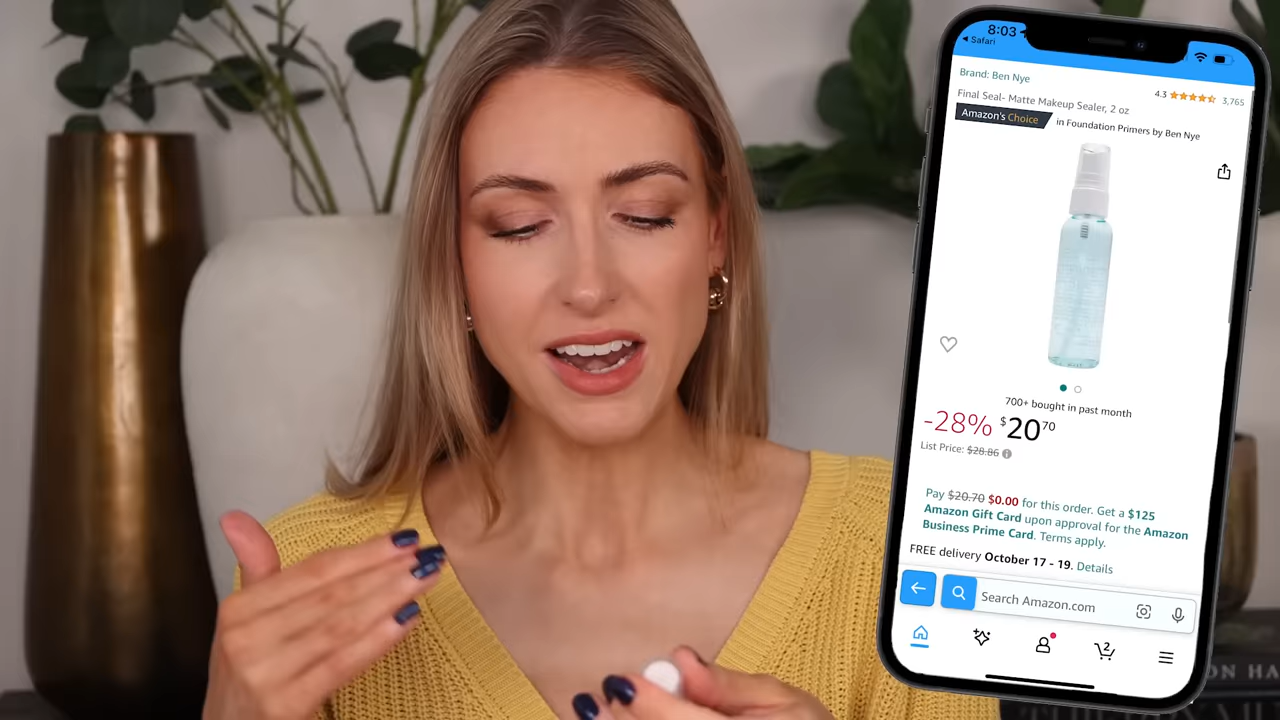 8:03
◀ Safari
Brand: Ben Nye
4.3 3,765
Final Seal- Matte Makeup Sealer, 2 oz
Amazon's Choice in Foundation Primers by Ben Nye
700+ bought in past month
-28% $20 70
List Price: $28.86
Pay $20.70 $0.00 for this order. Get a $125
Amazon Gift Card upon approval for the Amazon
Business Prime Card. Terms apply.
FREE delivery October 17 - 19. Details
Search Amazon.com
2
ON HA